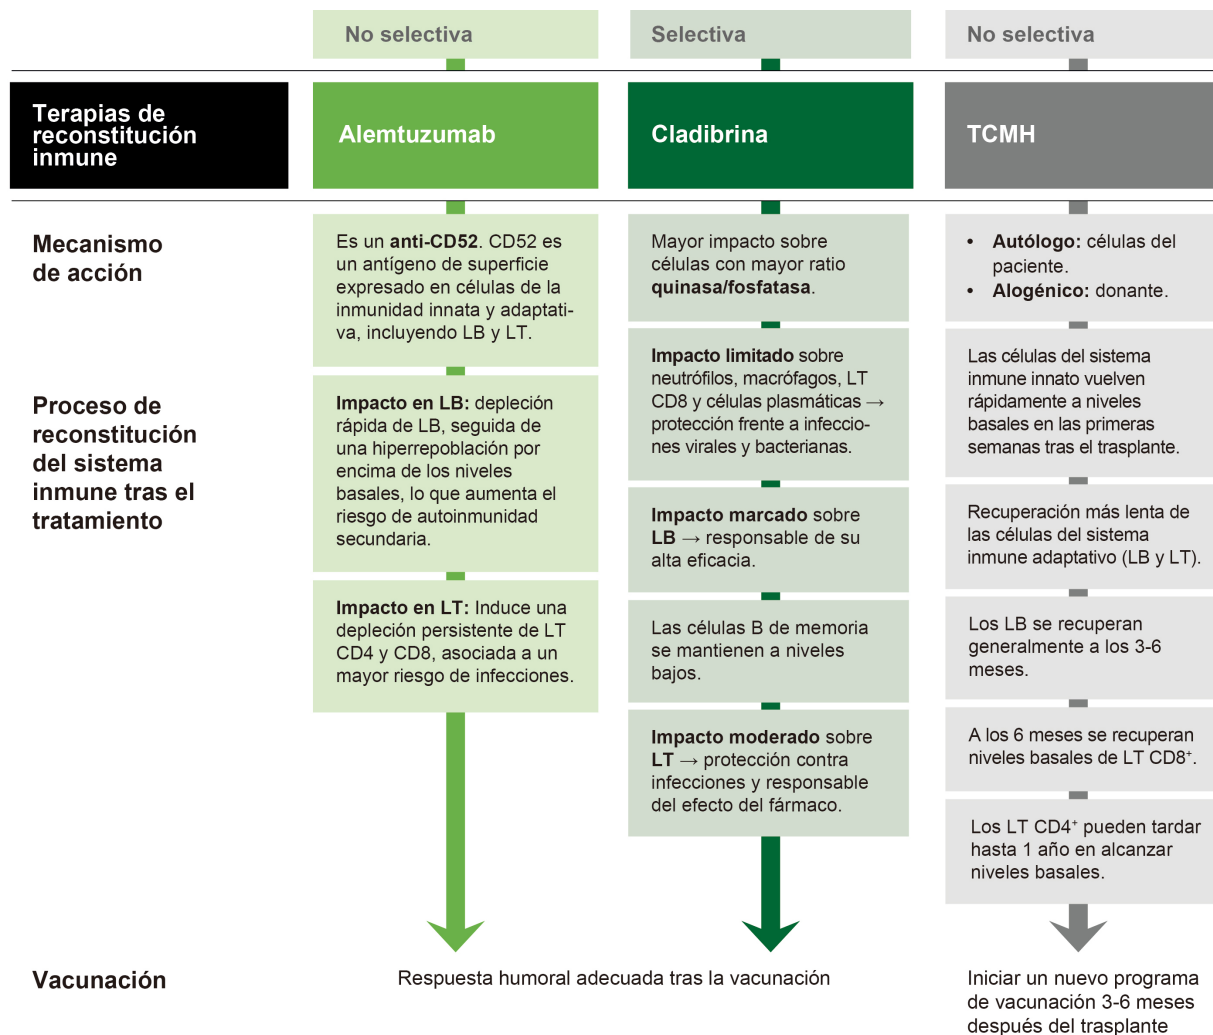 No selectiva
Selectiva
No selectiva
Terapias de
reconstitución
inmune
Alemtuzumab
Cladibrina
TCMH
Mecanismo
de acción
Es un anti-CD52. CD52 es
un antígeno de superficie
expresado en células de la
inmunidad innata y adaptati-
va, incluyendo LB y LT.
Mayor impacto sobre
células con mayor ratio
quinasa/fosfatasa.
• Autólogo: células del
paciente.
• Alogénico: donante.
Proceso de
reconstitución
del sistema
inmune tras el
tratamiento
Impacto en LB: depleción
rápida de LB, seguida de
una hiperrepoblación por
encima de los niveles
basales, lo que aumenta el
riesgo de autoinmunidad
secundaria.
Impacto en LT: Induce una
depleción persistente de LT
CD4 y CD8, asociada a un
mayor riesgo de infecciones.
Impacto limitado sobre
neutrófilos, macrófagos, LT
CD8 y células plasmáticas →
protección frente a infeccio-
nes virales y bacterianas.
Impacto marcado sobre
LB → responsable de su
alta eficacia.
Las células B de memoria
se mantienen a niveles
bajos.
Impacto moderado sobre
LT → protección contra
infecciones y responsable
del efecto del fármaco.
Las células del sistema
inmune innato vuelven
rápidamente a niveles
basales en las primeras
semanas tras el trasplante.
Recuperación más lenta de
las células del sistema
inmune adaptativo (LB y LT).
Los LB se recuperan
generalmente a los 3-6
meses.
A los 6 meses se recuperan
niveles basales de LT CD8⁺.
Los LT CD4⁺ pueden tardar
hasta 1 año en alcanzar
niveles basales.
Vacunación
Respuesta humoral adecuada tras la vacunación
Iniciar un nuevo programa
de vacunación 3-6 meses
después del trasplante